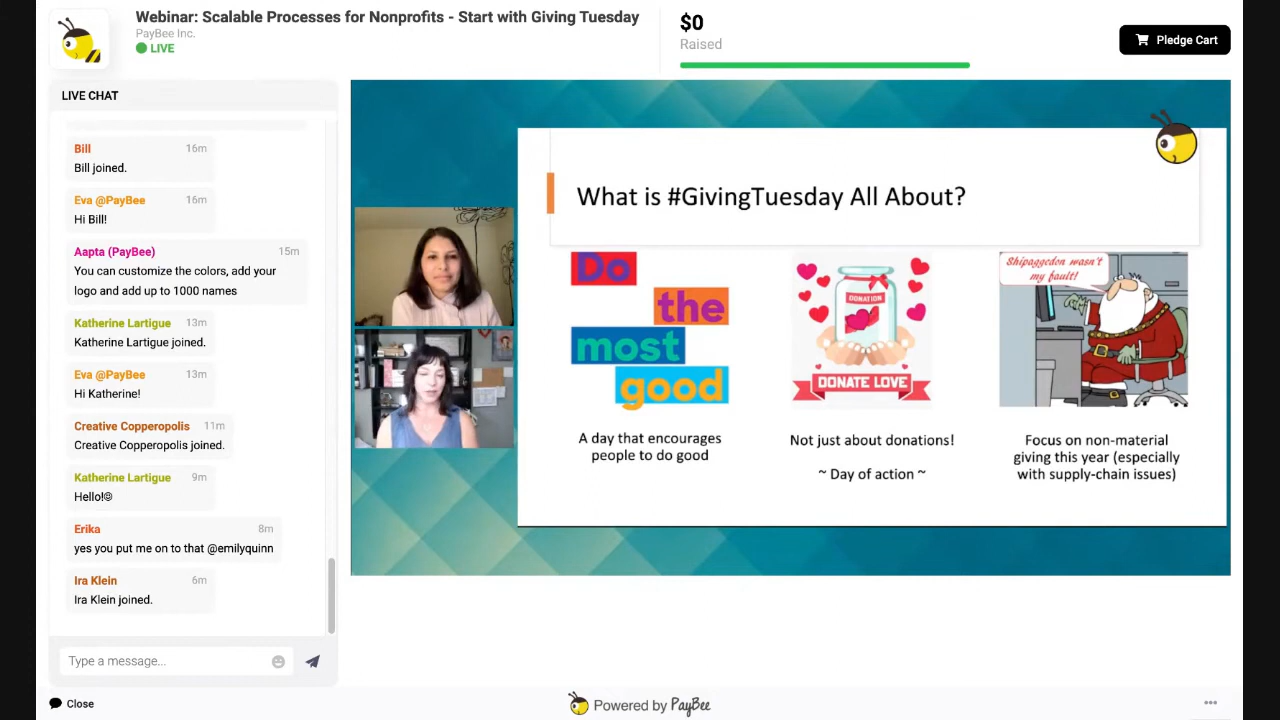 Webinar: Scalable Processes for Nonprofits - Start with Giving Tuesday
PayBee Inc.
LIVE
$0
Raised
Pledge Cart
LIVE CHAT
Bill 16m
Bill joined.
Eva @PayBee 16m
Hi Bill!
Aapta (PayBee) 15m
You can customize the colors, add your
logo and add up to 1000 names
Katherine Lartigue 13m
Katherine Lartigue joined.
Eva @PayBee 13m
Hi Katherine!
Creative Copperopolis 11m
Creative Copperopolis joined.
Katherine Lartigue 9m
Hello!☺
Erika 8m
yes you put me on to that @emilyquinn
Ira Klein 6m
Ira Klein joined.
Type a message...
Close
What is #GivingTuesday All About?
Do
the
most
good
A day that encourages
people to do good
DONATION
DONATE LOVE
Not just about donations!
~ Day of action ~
Shipaggedon wasn't
my fault!
Focus on non-material
giving this year (especially
with supply-chain issues)
Powered by PayBee